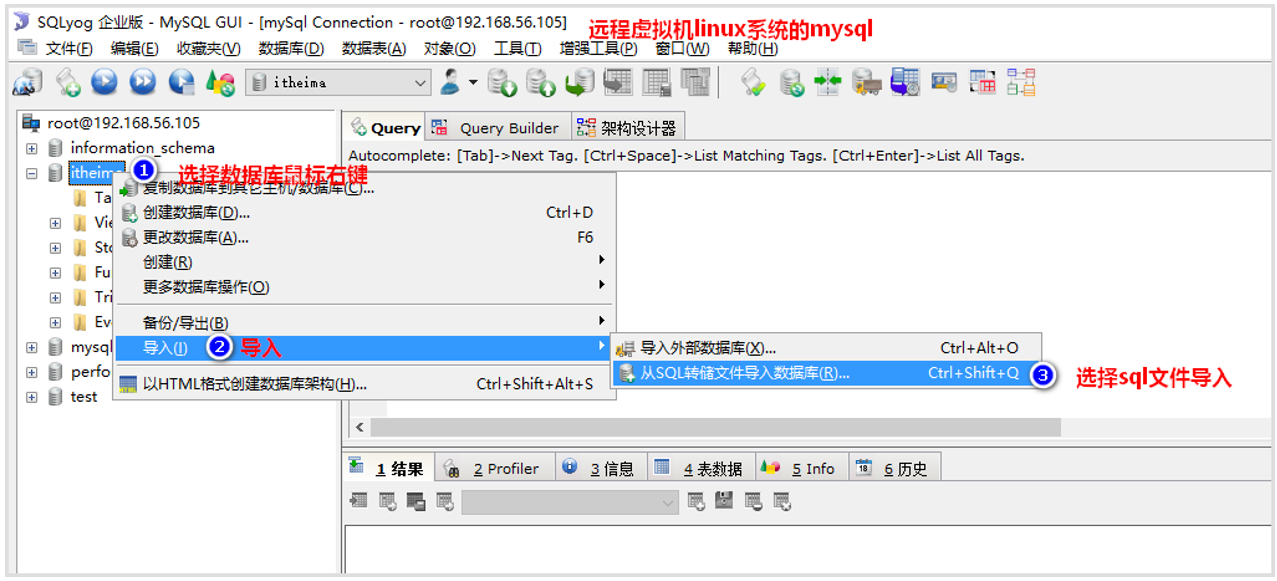 SQLyog 企业版 - MySQL GUI - [mySql Connection - root@192.168.56.105]
远程虚拟机linux系统的mysql
文件(F) 编辑(E) 收藏夹(V) 数据库(D) 数据表(A) 对象(O) 工具(T) 增强工具(P) 窗口(W) 帮助(H)
itheima
root@192.168.56.105
Query Query Builder 架构设计器
information_schema
Autocomplete: [Tab]->Next Tag. [Ctrl+Space]->List Matching Tags. [Ctrl+Enter]->List All Tags.
itheima 1 选择数据库鼠标右键
复制数据库到其它主机/数据库(C)...
Ta
创建数据库(D)... Ctrl+D
Vie
更改数据库(A)... F6
Sto
创建(R)
Fu
更多数据库操作(O)
Tri
备份/导出(B)
Ev
mysql
导入(I) 2 导入
导入外部数据库(X)... Ctrl+Alt+O
perfo
从SQL转储文件导入数据库(R)... Ctrl+Shift+Q 3 选择sql文件导入
以HTML格式创建数据库架构(H)... Ctrl+Shift+Alt+S
test
1 结果 2 Profiler 3 信息 4 表数据 5 Info 18 6 历史